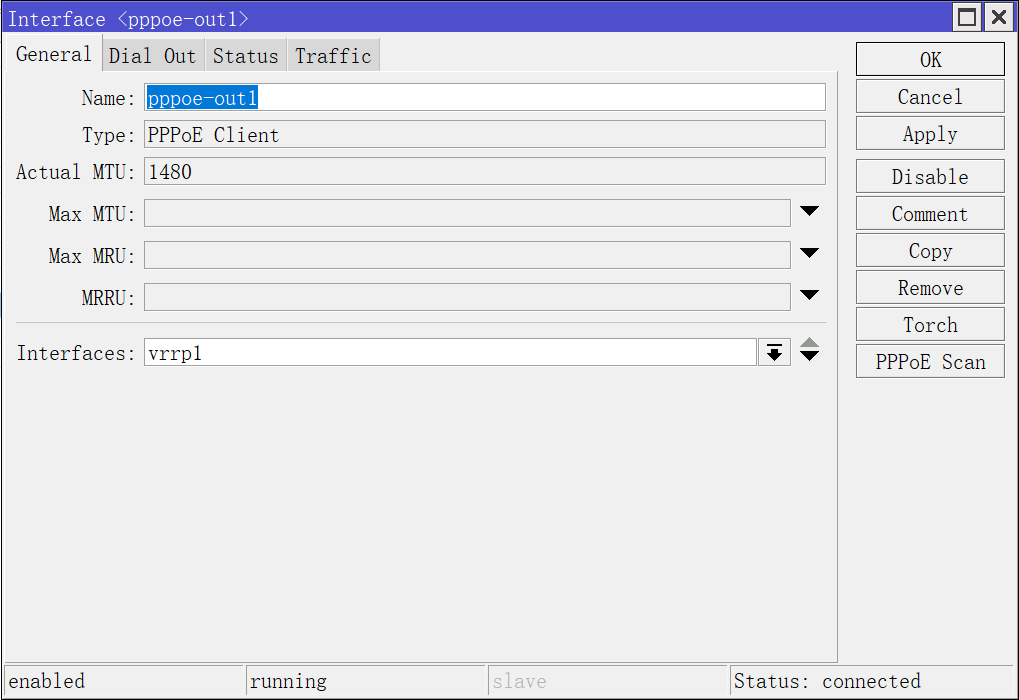 Interface <pppoe-out1>
General Dial Out Status Traffic
Name: pppoe-out1
Type: PPPoE Client
Actual MTU: 1480
Max MTU:
Max MRU:
MRRU:
Interfaces: vrrp1
OK
Cancel
Apply
Disable
Comment
Copy
Remove
Torch
PPPoE Scan
enabled running slave Status: connected